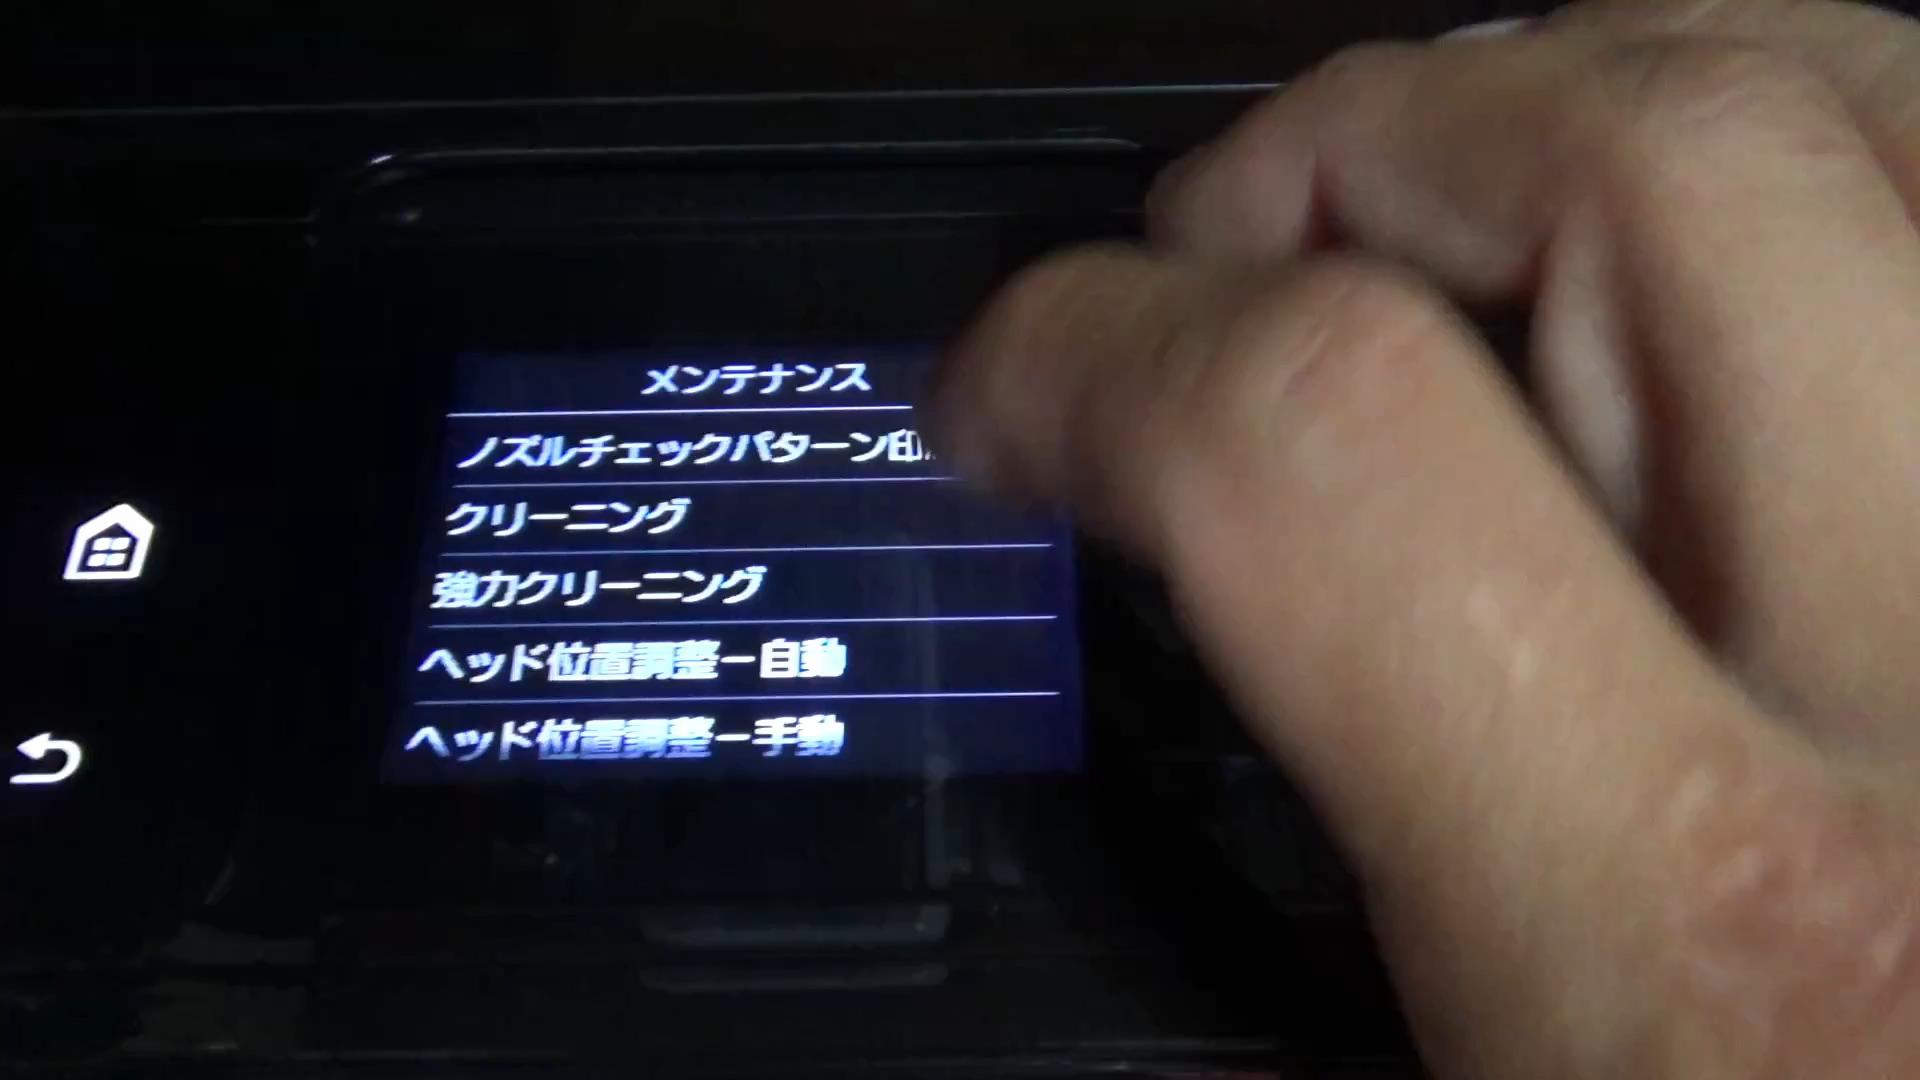 メンテナンス
ノズルチェックパターン印
クリーニング
強力クリーニング
ヘッド位置調整－自動
ヘッド位置調整－手動